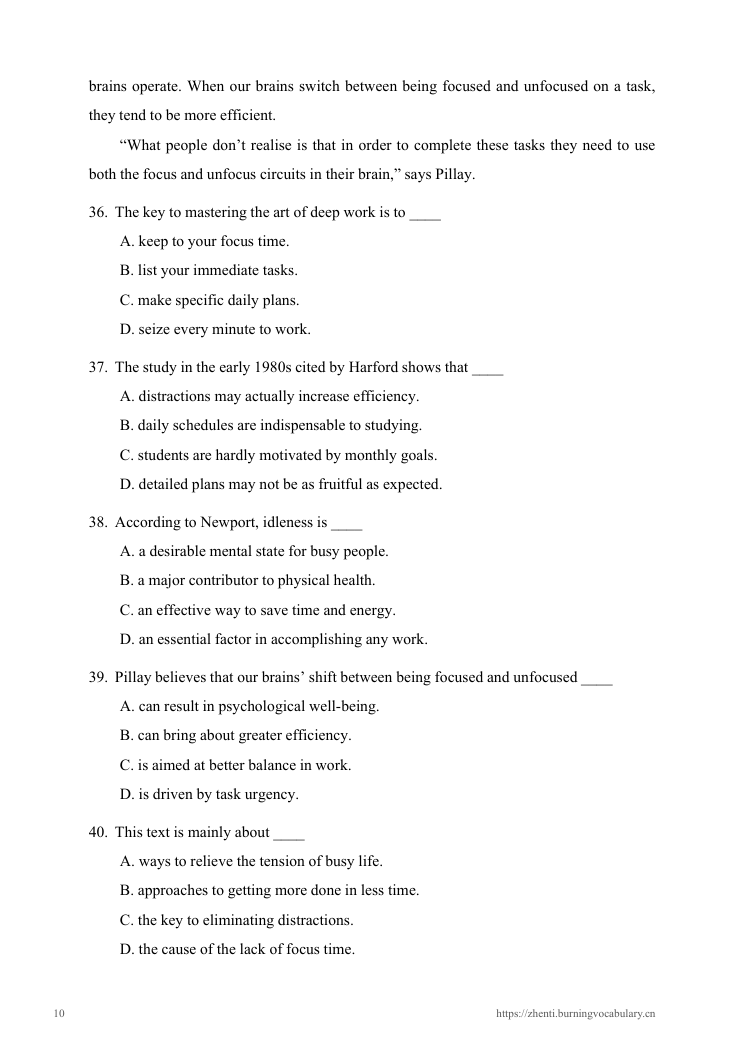 brains operate. When our brains switch between being focused and unfocused on a task,
they tend to be more efficient.
“What people don’t realise is that in order to complete these tasks they need to use
both the focus and unfocus circuits in their brain,” says Pillay.
36. The key to mastering the art of deep work is to ____
A. keep to your focus time.
B. list your immediate tasks.
C. make specific daily plans.
D. seize every minute to work.
37. The study in the early 1980s cited by Harford shows that ____
A. distractions may actually increase efficiency.
B. daily schedules are indispensable to studying.
C. students are hardly motivated by monthly goals.
D. detailed plans may not be as fruitful as expected.
38. According to Newport, idleness is ____
A. a desirable mental state for busy people.
B. a major contributor to physical health.
C. an effective way to save time and energy.
D. an essential factor in accomplishing any work.
39. Pillay believes that our brains’ shift between being focused and unfocused ____
A. can result in psychological well-being.
B. can bring about greater efficiency.
C. is aimed at better balance in work.
D. is driven by task urgency.
40. This text is mainly about ____
A. ways to relieve the tension of busy life.
B. approaches to getting more done in less time.
C. the key to eliminating distractions.
D. the cause of the lack of focus time.
10 https://zhenti.burningvocabulary.cn